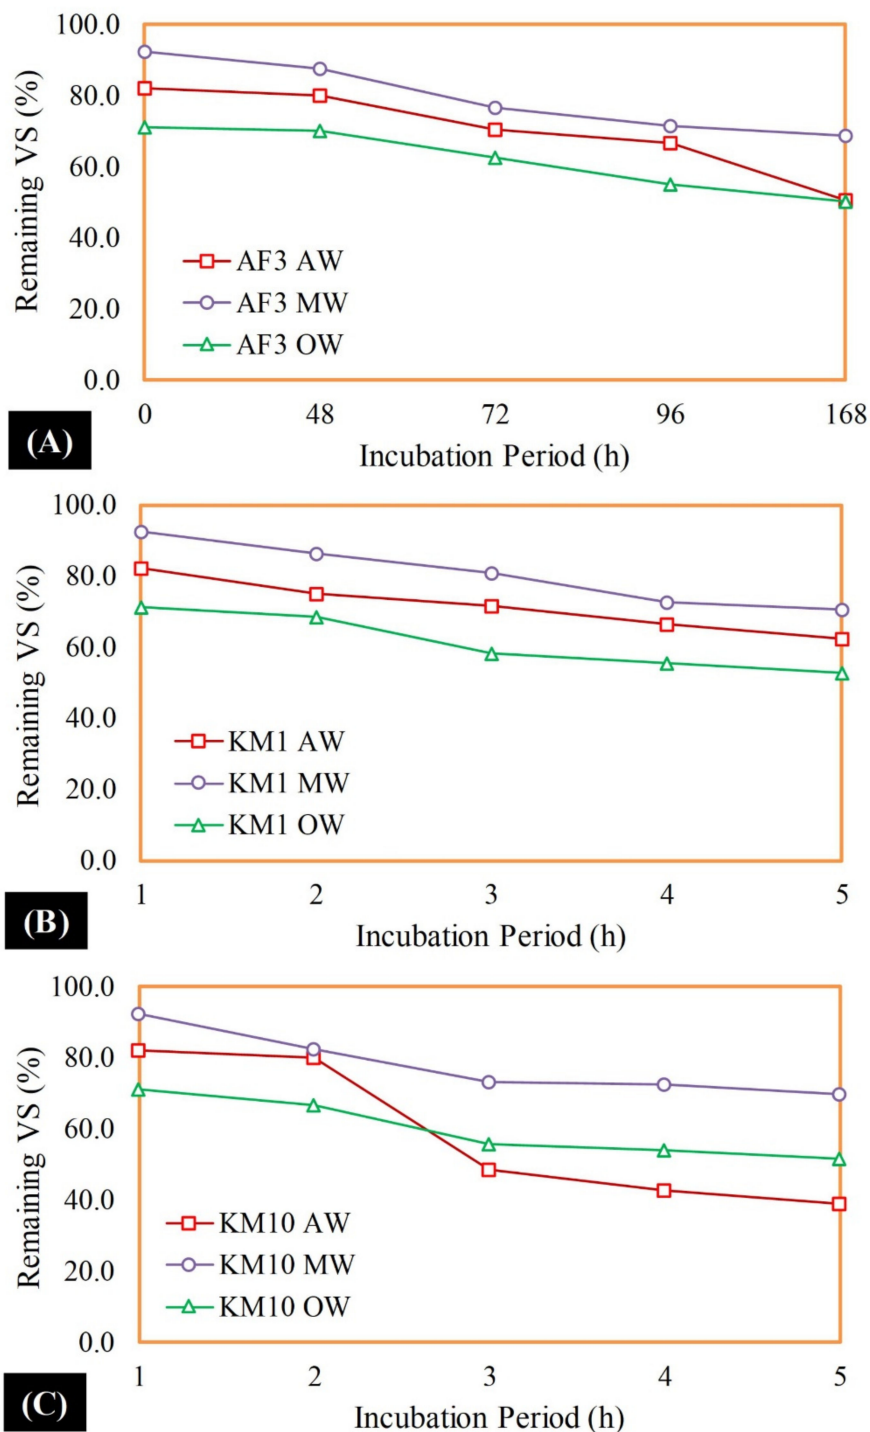 100.0
80.0
60.0
40.0
20.0
0.0
Remaining VS (%)
AF3 AW
AF3 MW
AF3 OW
0 48 72 96 168
Incubation Period (h)
(A)
100.0
80.0
60.0
40.0
20.0
0.0
Remaining VS (%)
KM1 AW
KM1 MW
KM1 OW
1 2 3 4 5
Incubation Period (h)
(B)
100.0
80.0
60.0
40.0
20.0
0.0
Remaining VS (%)
KM10 AW
KM10 MW
KM10 OW
1 2 3 4 5
Incubation Period (h)
(C)